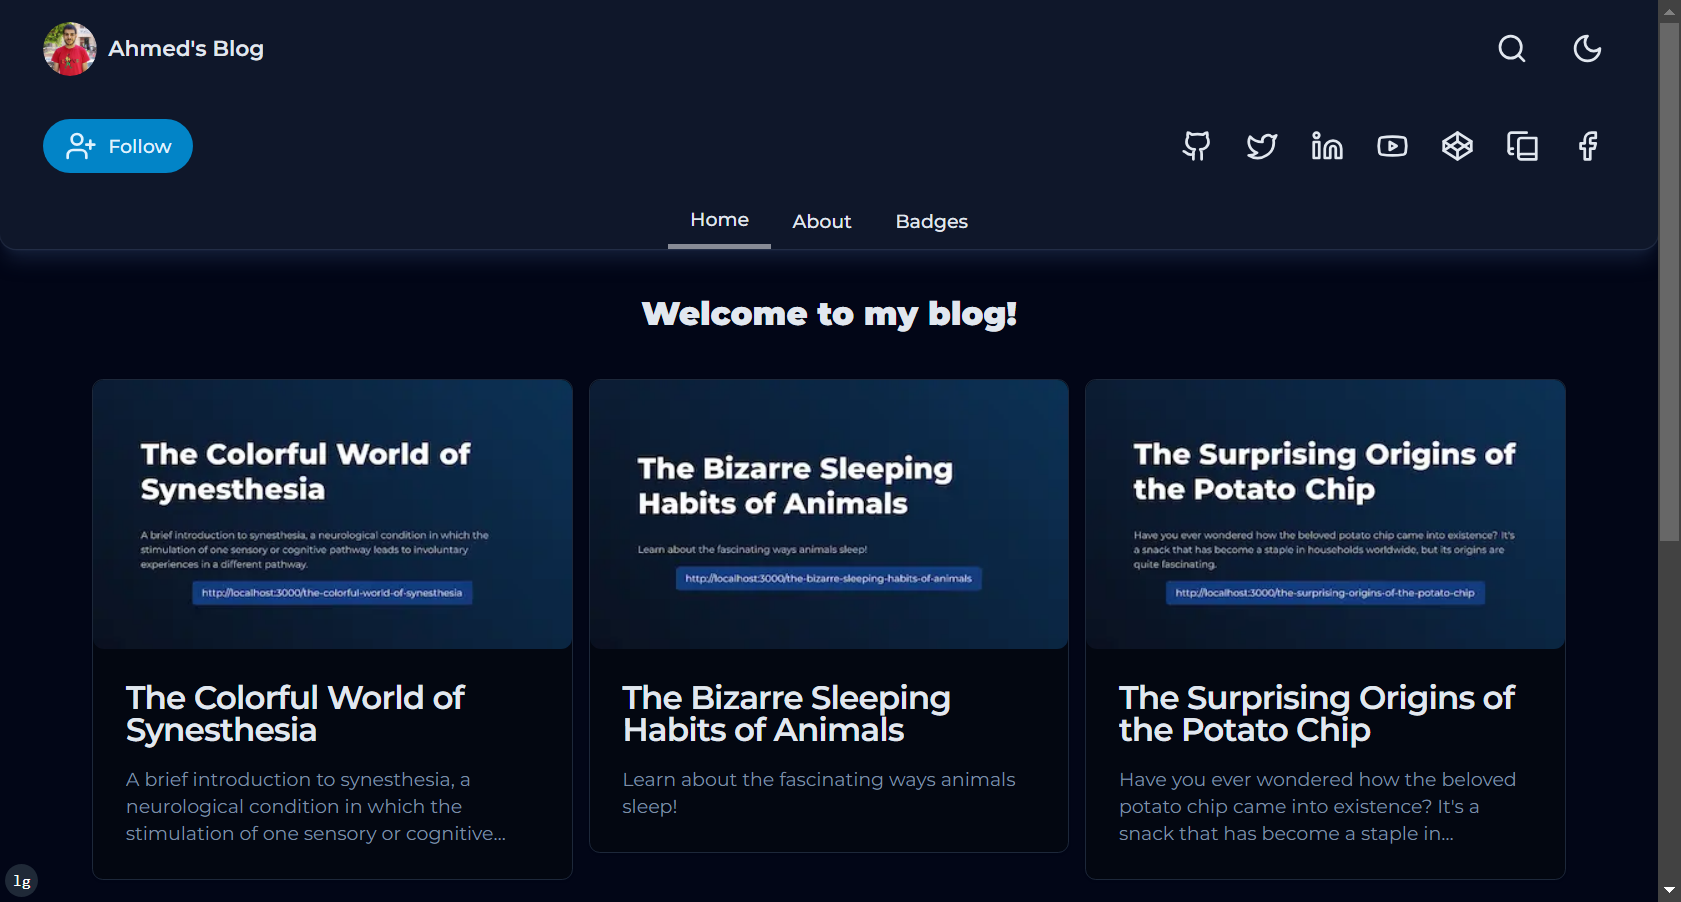 Ahmed's Blog
Follow
Home
About
Badges
Welcome to my blog!
The Colorful World of
Synesthesia
A brief introduction to synesthesia, a neurological condition in which the
stimulation of one sensory or cognitive pathway leads to involuntary
experiences in a different pathway.
http://localhost:3000/the-colorful-world-of-synesthesia
The Colorful World of
Synesthesia
A brief introduction to synesthesia, a
neurological condition in which the
stimulation of one sensory or cognitive...
The Bizarre Sleeping
Habits of Animals
Learn about the fascinating ways animals sleep!
http://localhost:3000/the-bizarre-sleeping-habits-of-animals
The Bizarre Sleeping
Habits of Animals
Learn about the fascinating ways animals
sleep!
The Surprising Origins of
the Potato Chip
Have you ever wondered how the beloved potato chip came into existence? It's
a snack that has become a staple in households worldwide, but its origins are
quite fascinating.
http://localhost:3000/the-surprising-origins-of-the-potato-chip
The Surprising Origins of
the Potato Chip
Have you ever wondered how the beloved
potato chip came into existence? It's a
snack that has become a staple in...
lg